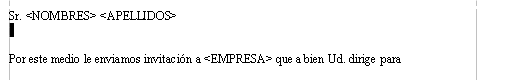 Sr. <NOMBRES> <APELLIDOS>
Por este medio le enviamos invitación a <EMPRESA> que a bien Ud. dirige para